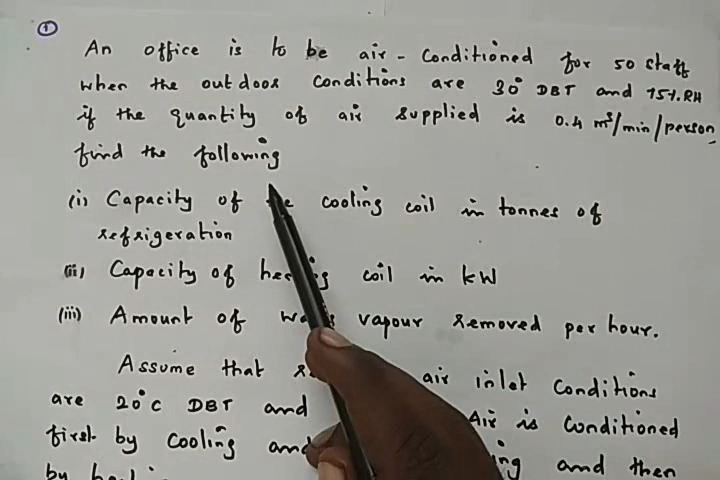 ①
An office is to be air-conditioned for 50 staff
when the outdoor conditions are 30° DBT and 75% RH
if the quantity of air supplied is 0.4 m³/min/person
find the following
(i) Capacity of cooling coil in tonnes of
refrigeration
(ii) Capacity of coil in kW
(iii) Amount of vapour removed per hour.
Assume that air inlet conditions
are 20°C DBT and Air is conditioned
first by cooling and and then
by